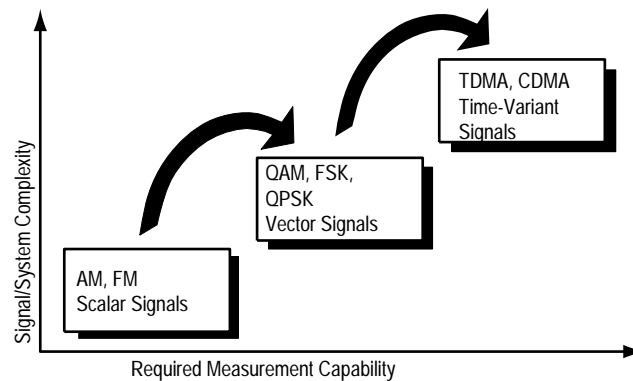 TDMA, CDMA
Time-Variant
Signals
QAM, FSK,
QPSK
Vector Signals
AM, FM
Scalar Signals
Signal/System Complexity
Required Measurement Capability